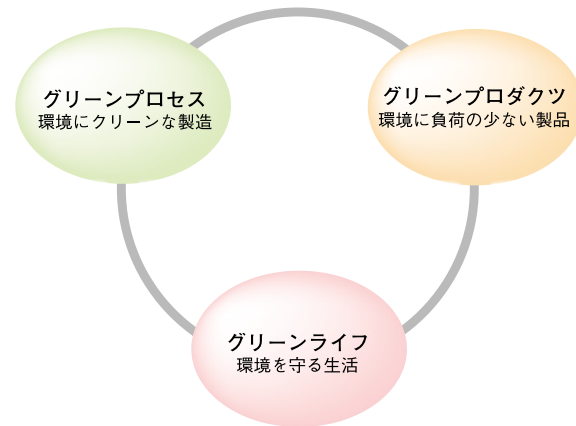 グリーンプロセス
環境にクリーンな製造
グリーンプロダクツ
環境に負荷の少ない製品
グリーンライフ
環境を守る生活